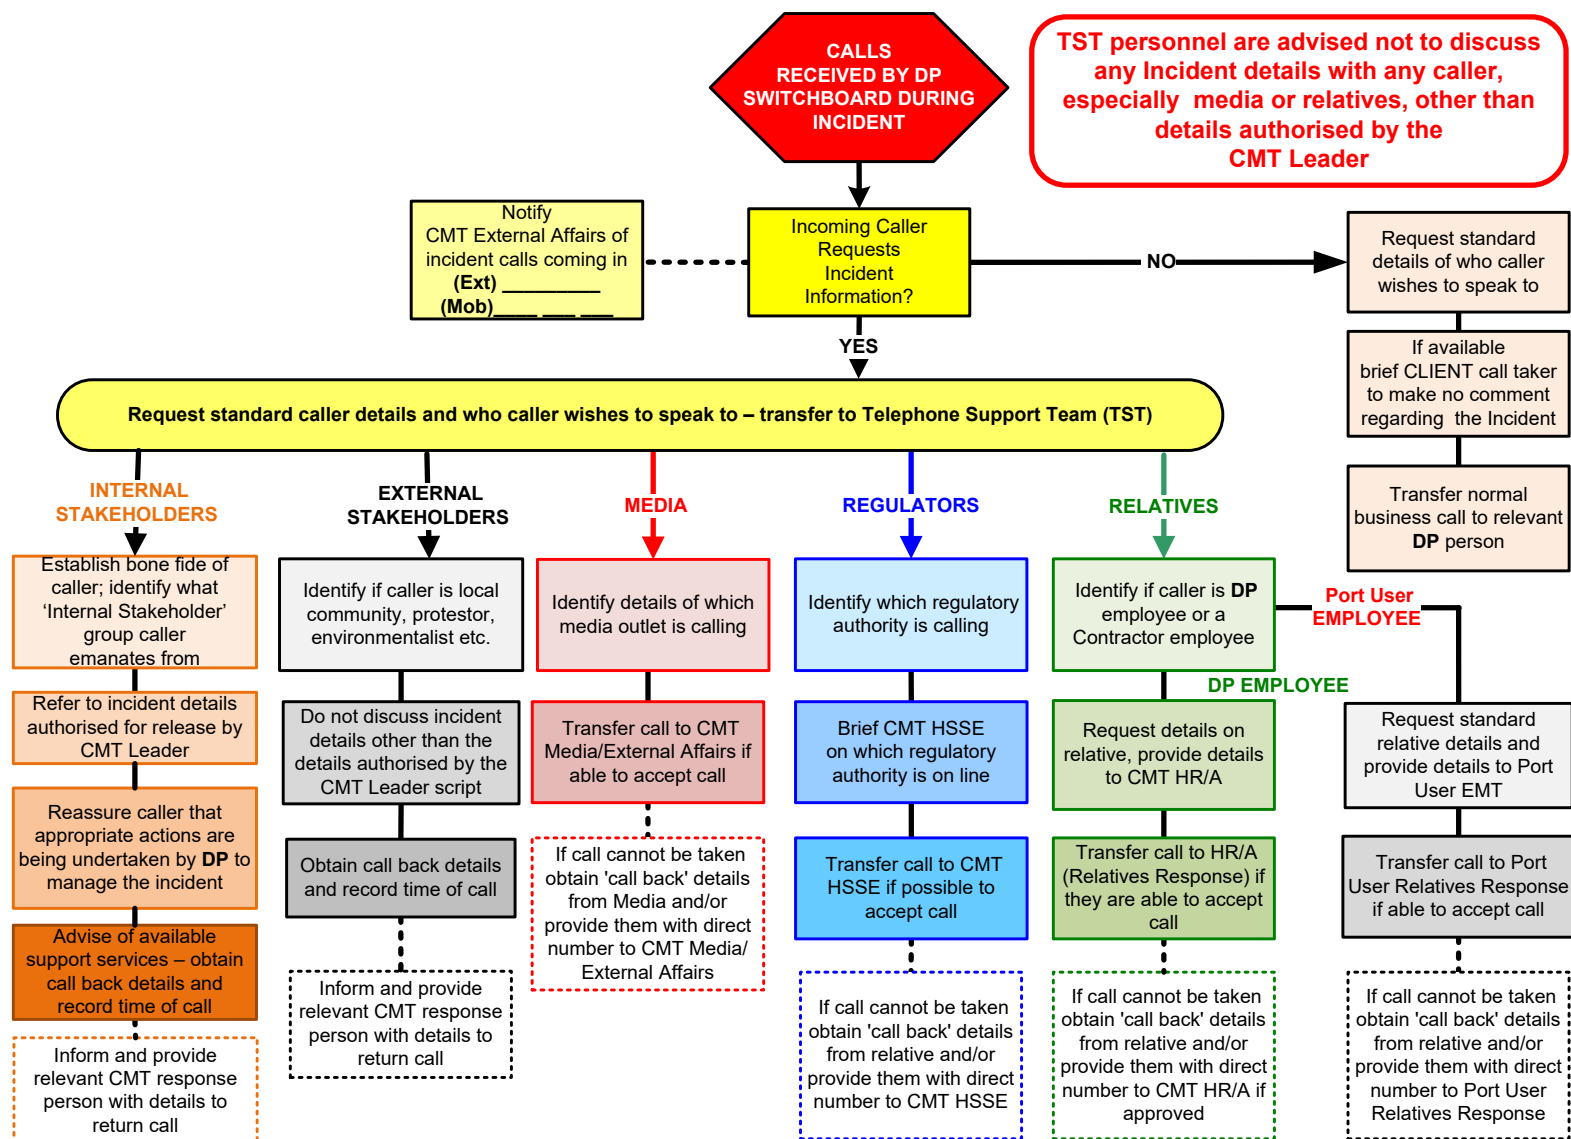 CALLS
RECEIVED BY DP
SWITCHBOARD DURING
INCIDENT
TST personnel are advised not to discuss
any Incident details with any caller,
especially media or relatives, other than
details authorised by the
CMT Leader
Notify
CMT External Affairs of
incident calls coming in
(Ext) _________
(Mob)____ ___ ___
Incoming Caller
Requests
Incident
Information?
NO
Request standard
details of who caller
wishes to speak to
YES
If available
brief CLIENT call taker
to make no comment
regarding the Incident
Request standard caller details and who caller wishes to speak to – transfer to Telephone Support Team (TST)
Transfer normal
business call to relevant
DP person
INTERNAL
STAKEHOLDERS
EXTERNAL
STAKEHOLDERS
MEDIA
REGULATORS
RELATIVES
Establish bone fide of
caller; identify what
‘Internal Stakeholder’
group caller
emanates from
Refer to incident details
authorised for release by
CMT Leader
Reassure caller that
appropriate actions are
being undertaken by DP to
manage the incident
Advise of available
support services – obtain
call back details and
record time of call
Inform and provide
relevant CMT response
person with details to
return call
Identify if caller is local
community, protestor,
environmentalist etc.
Do not discuss incident
details other than the
details authorised by the
CMT Leader script
Obtain call back details
and record time of call
Inform and provide
relevant CMT response
person with details to
return call
Identify details of which
media outlet is calling
Transfer call to CMT
Media/External Affairs if
able to accept call
If call cannot be taken
obtain 'call back' details
from Media and/or
provide them with direct
number to CMT Media/
External Affairs
Identify which regulatory
authority is calling
Brief CMT HSSE
on which regulatory
authority is on line
Transfer call to CMT
HSSE if possible to
accept call
If call cannot be taken
obtain 'call back' details
from relative and/or
provide them with direct
number to CMT HSSE
Identify if caller is DP
employee or a
Contractor employee
DP EMPLOYEE
Request details on
relative, provide details
to CMT HR/A
Transfer call to HR/A
(Relatives Response) if
they are able to accept
call
If call cannot be taken
obtain 'call back' details
from relative and/or
provide them with direct
number to CMT HR/A if
approved
Port User
EMPLOYEE
Request standard
relative details and
provide details to Port
User EMT
Transfer call to Port
User Relatives Response
if able to accept call
If call cannot be taken
obtain 'call back' details
from relative and/or
provide them with direct
number to Port User
Relatives Response